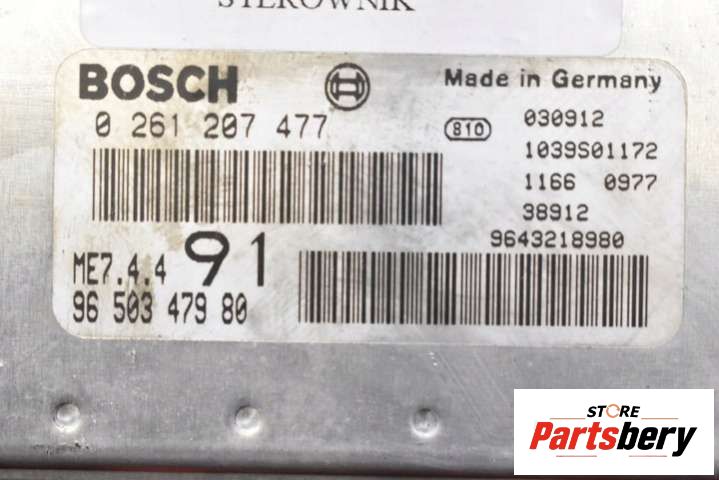 STEROWNIK
BOSCH
Made in Germany
0 261 207 477
810
030912
1039S01172
1166 0977
38912
9643218980
ME7.4.4
91
96 503 479 80
STORE
Partsbery